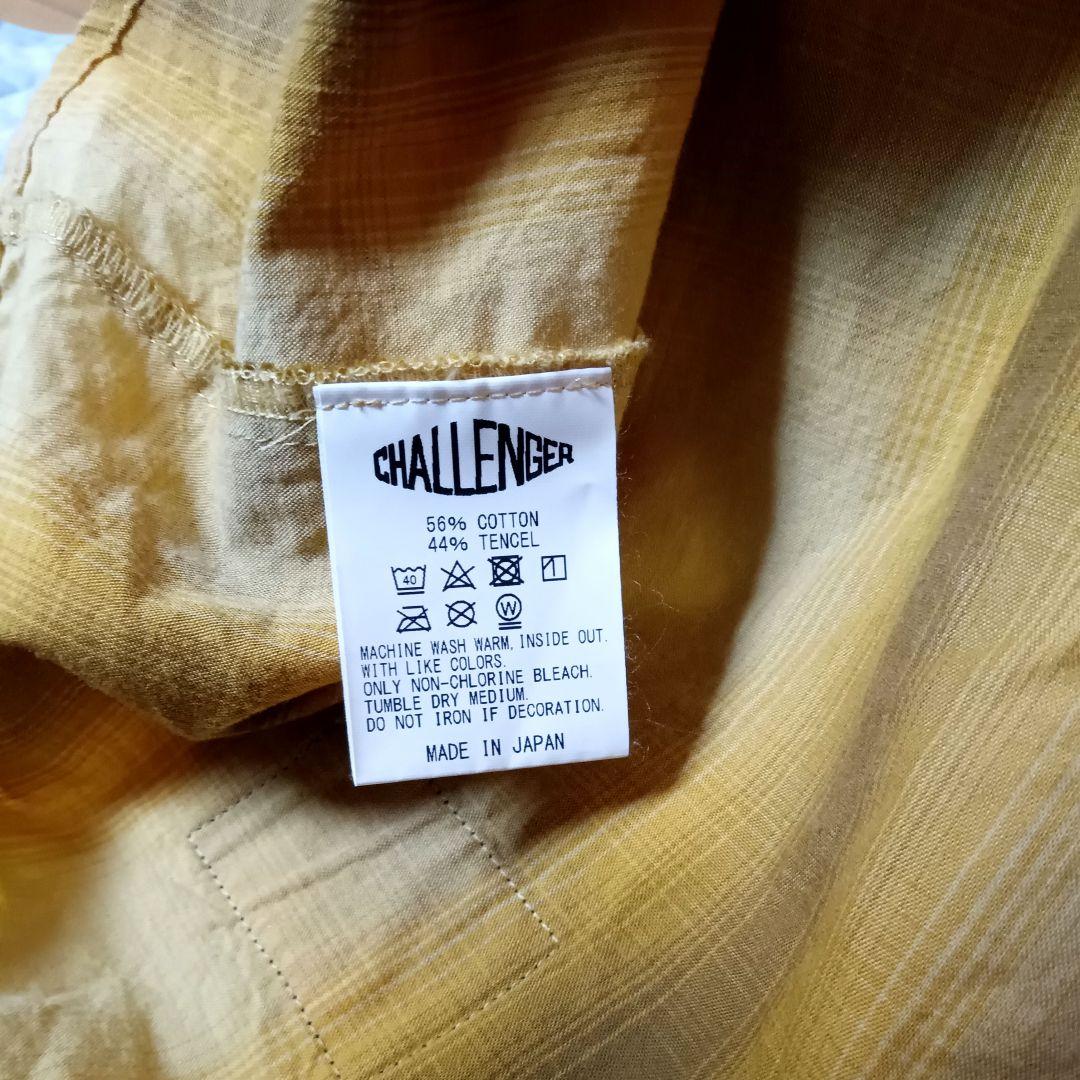 CHALLENGER
56% COTTON
44% TENCEL
40
W
MACHINE WASH WARM, INSIDE OUT.
WITH LIKE COLORS.
ONLY NON-CHLORINE BLEACH.
TUMBLE DRY MEDIUM.
DO NOT IRON IF DECORATION.
MADE IN JAPAN